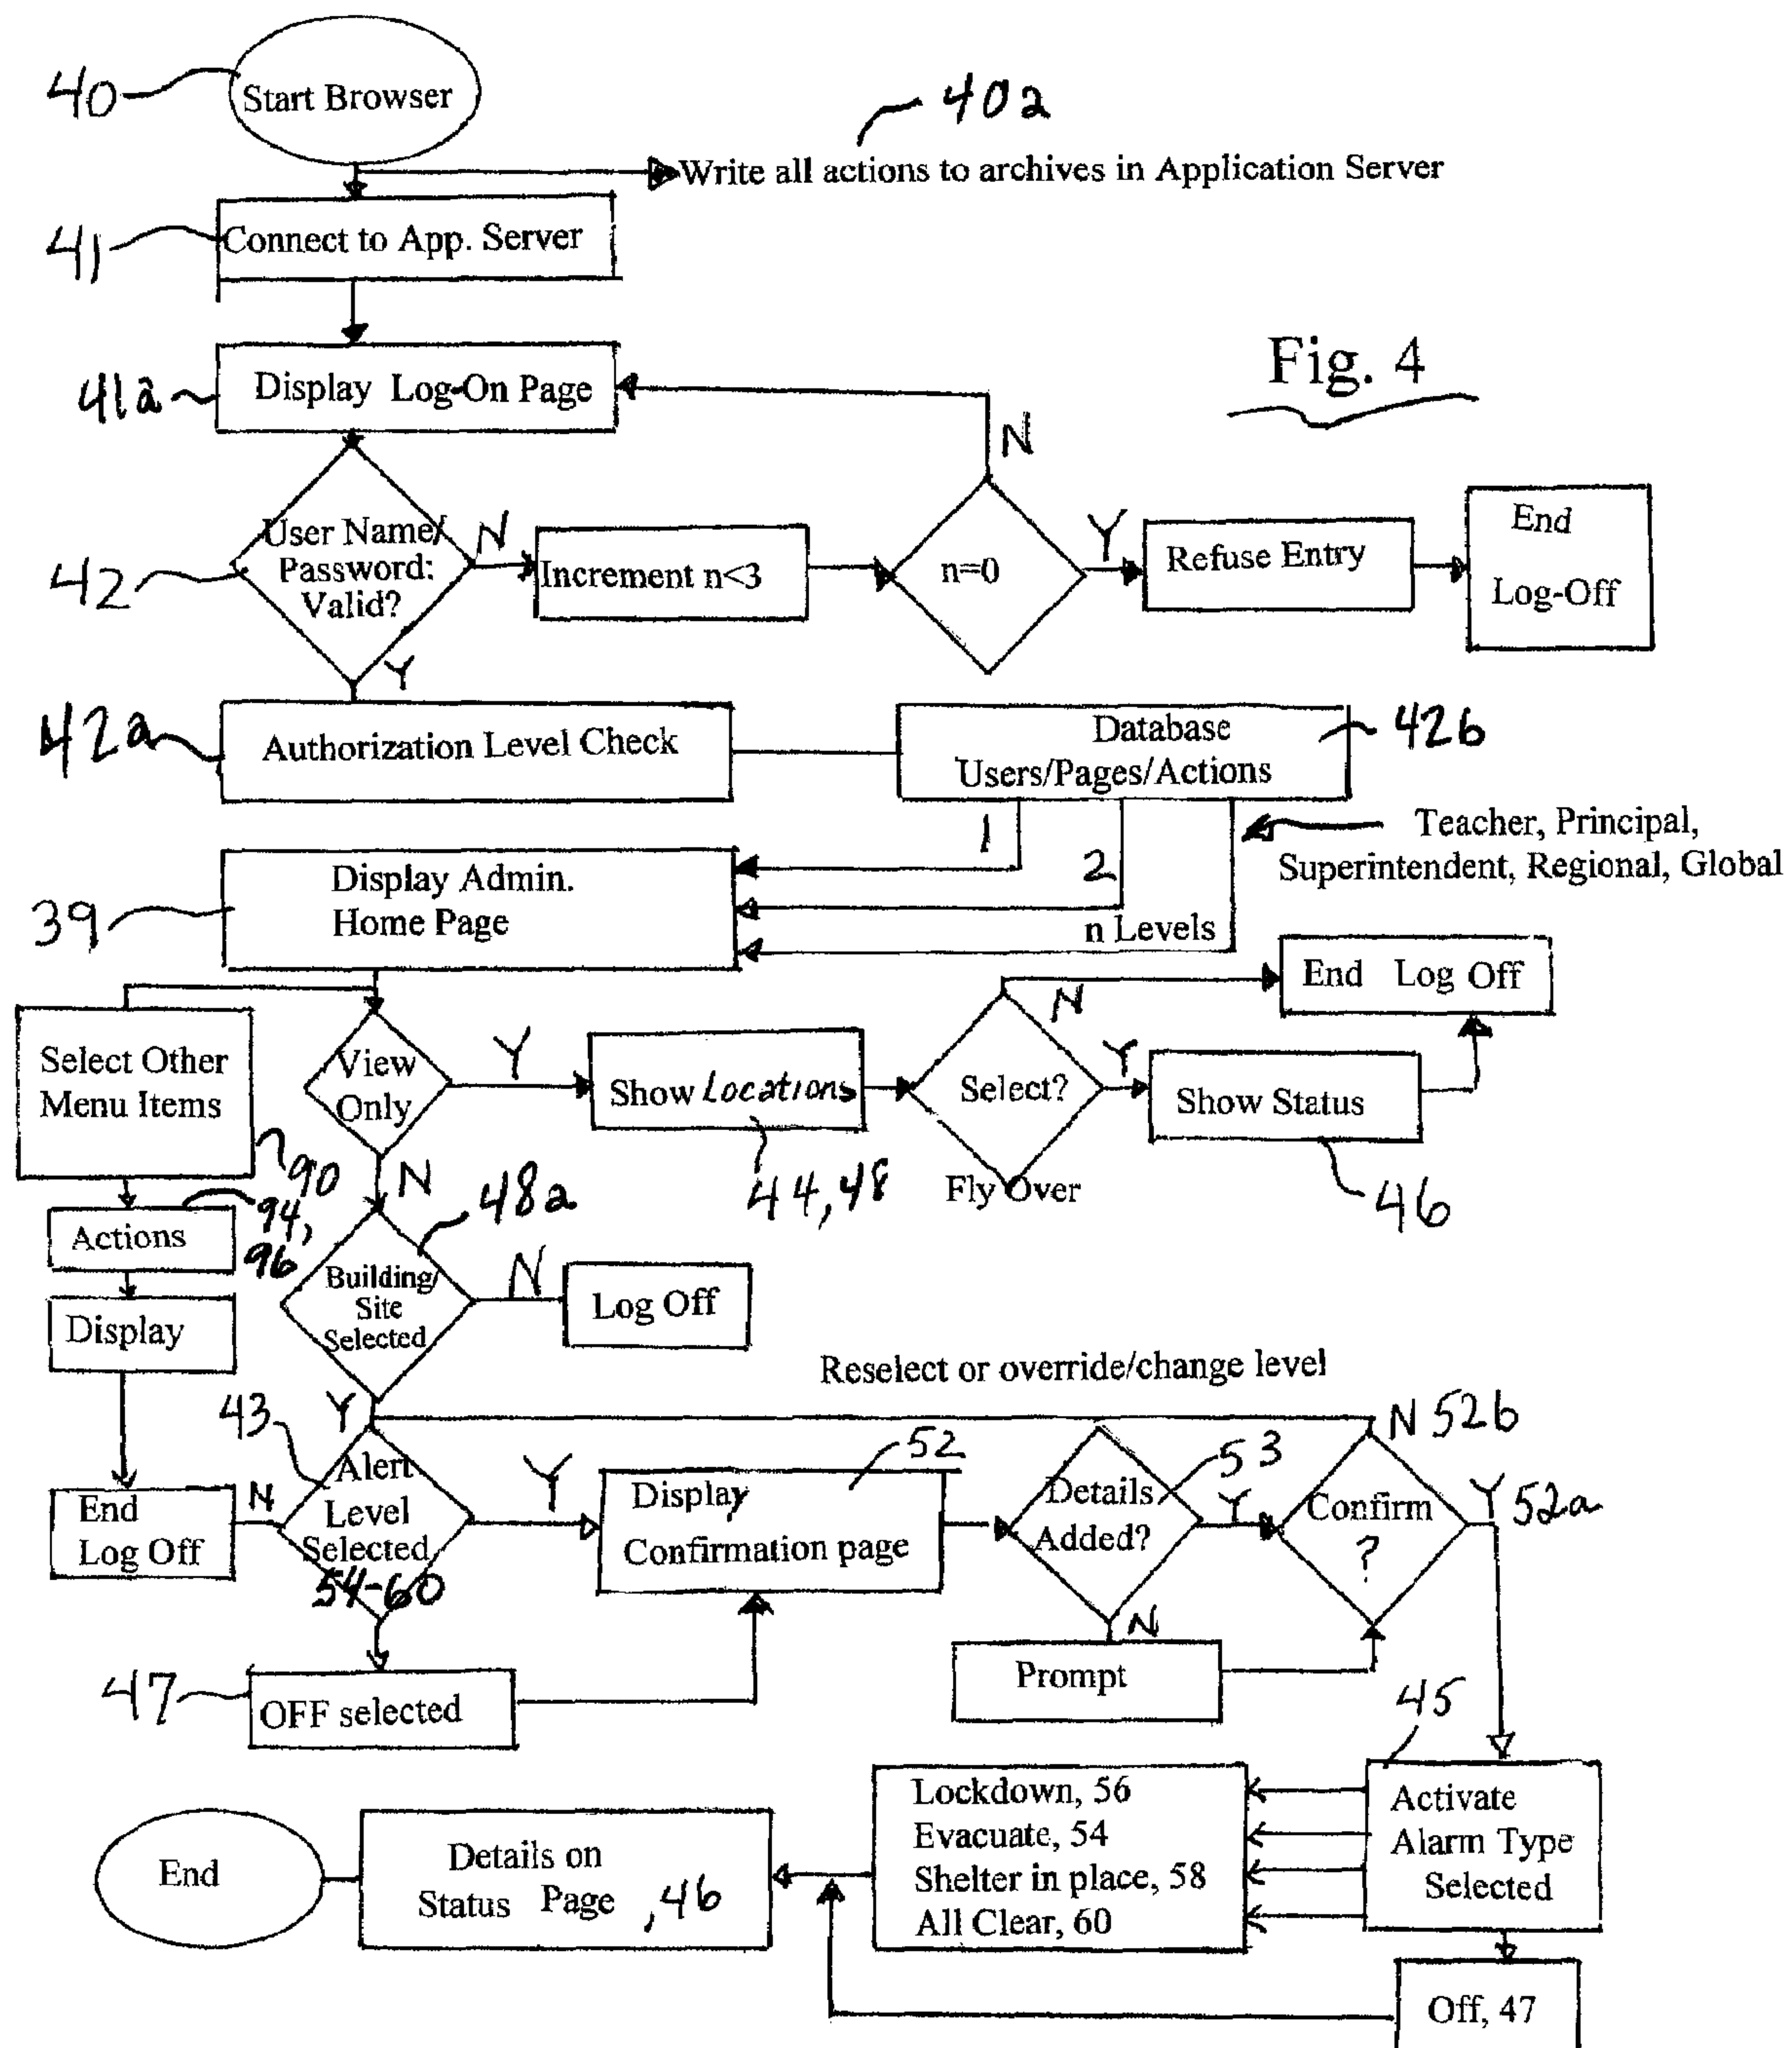 40
Start Browser
40a
Write all actions to archives in Application Server
41
Connect to App. Server
Fig. 4
41a
Display Log-On Page
N
42
User Name/
Password:
Valid?
N
Increment n<3
n=0
Y
Refuse Entry
End
Log-Off
Y
42a
Authorization Level Check
Database
Users/Pages/Actions
42b
1
2
n Levels
Teacher, Principal,
Superintendent, Regional, Global
39
Display Admin.
Home Page
Select Other
Menu Items
90
View
Only
Y
Show Locations
44, 48
Select?
Fly Over
N
End Log Off
Y
Show Status
46
N
94,
96
Actions
Display
48a
Building/
Site
Selected
N
Log Off
Y
Reselect or override/change level
43
Alert
Level
Selected
54-60
N
End
Log Off
Y
52
Display
Confirmation page
53
Details
Added?
Y
N
Prompt
N 52b
Confirm
?
Y 52a
47
OFF selected
45
Activate
Alarm Type
Selected
Lockdown, 56
Evacuate, 54
Shelter in place, 58
All Clear, 60
Off, 47
Details on
Status Page , 46
End